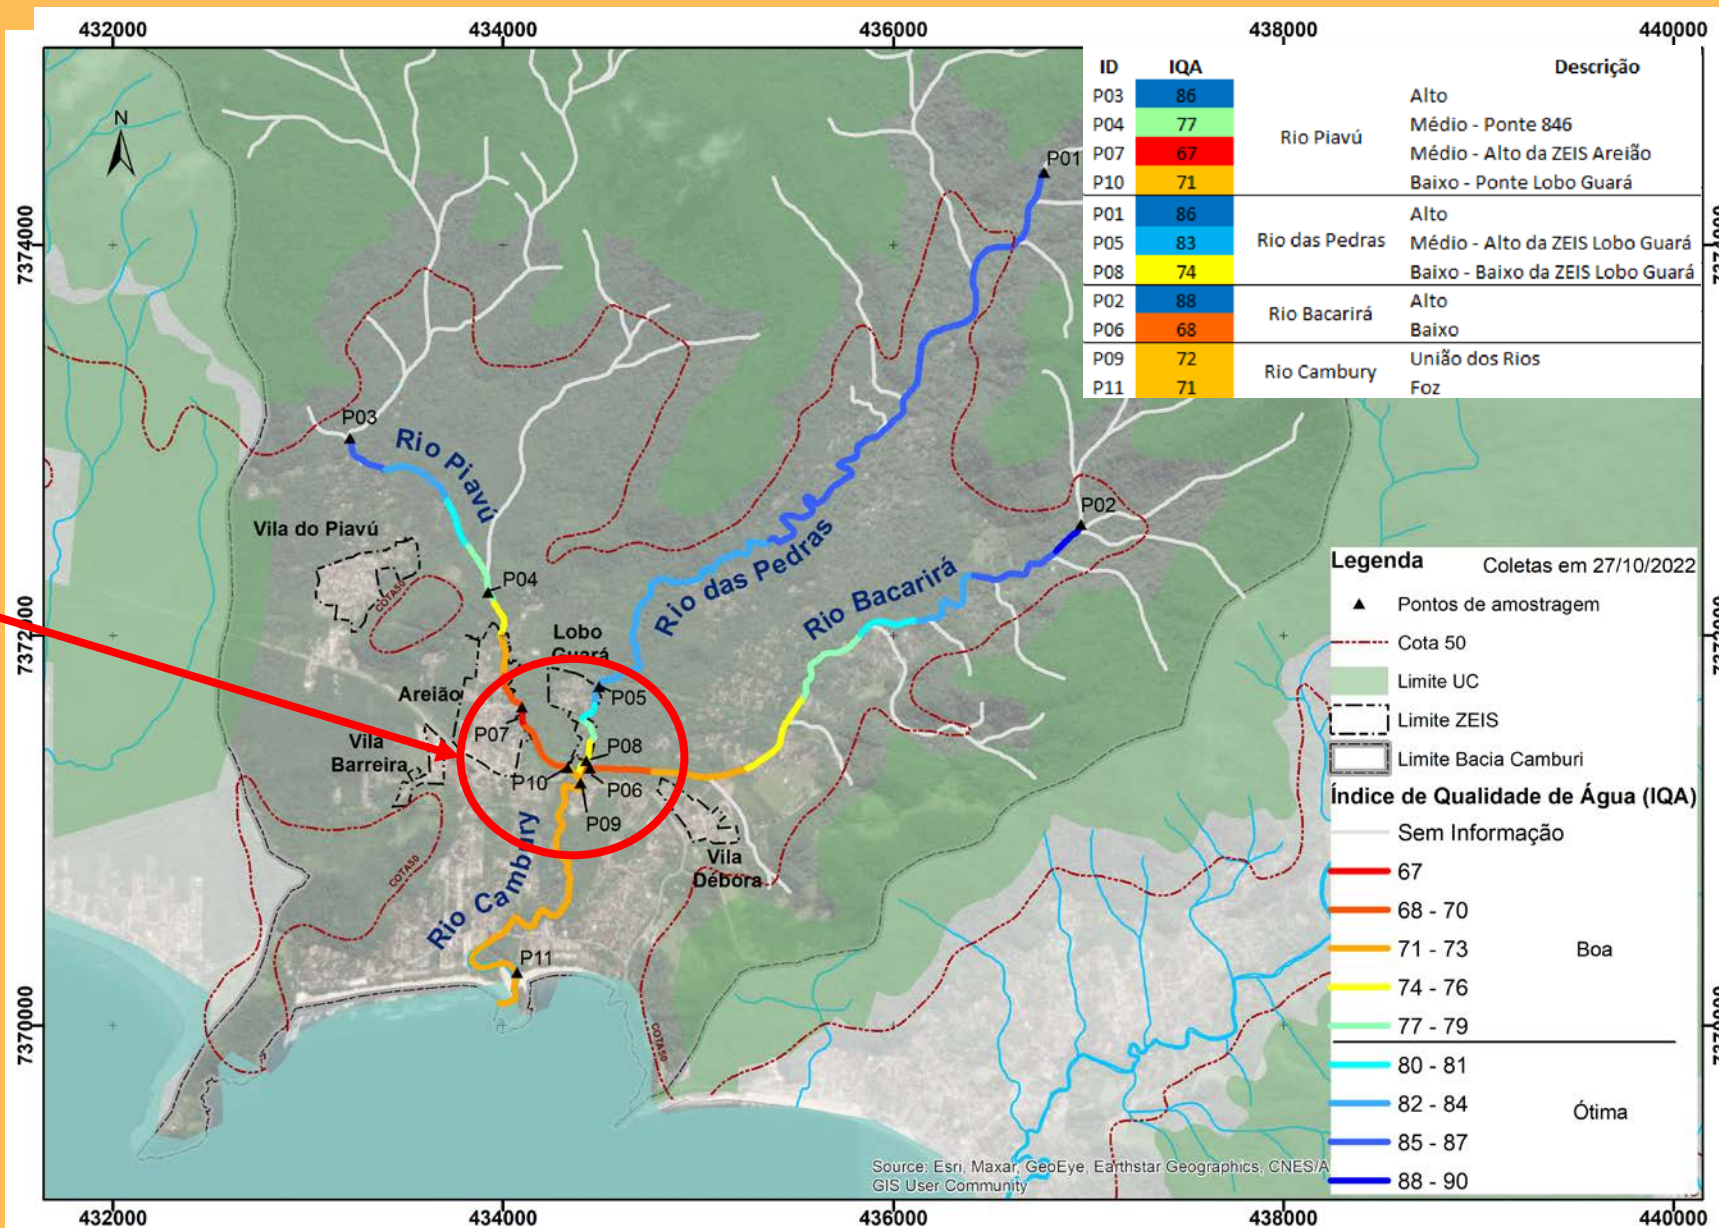 432000 434000 436000 438000 440000
ID IQA Descrição
P03 86 Alto
P04 77 Médio - Ponte 846
Rio Piavú
P07 67 Médio - Alto da ZEIS Areião
P10 71 Baixo - Ponte Lobo Guará
P01 86 Alto
P05 83 Rio das Pedras Médio - Alto da ZEIS Lobo Guará
P08 74 Baixo - Baixo da ZEIS Lobo Guará
P02 88 Alto
Rio Bacarirá
P06 68 Baixo
P09 72 União dos Rios
Rio Cambury
P11 71 Foz
N
P01
7374000
P03
Rio Piavú
Vila do Piavú
P02
Rio das Pedras
Rio Bacarirá
P04
COTA50
7372000
Lobo
Guará
P05
Areião
P07
Vila
Barreira
P08
P10
P06
P09
Vila
Débora
COTA50
Rio Cambury
P11
7370000
COTA50
Legenda Coletas em 27/10/2022
Pontos de amostragem
Cota 50
Limite UC
Limite ZEIS
Limite Bacia Camburi
Índice de Qualidade de Água (IQA)
Sem Informação
67
68 - 70
71 - 73 Boa
74 - 76
77 - 79
80 - 81
82 - 84 Ótima
85 - 87
88 - 90
Source: Esri, Maxar, GeoEye, Earthstar Geographics, CNES/A
GIS User Community
432000 434000 436000 438000 440000